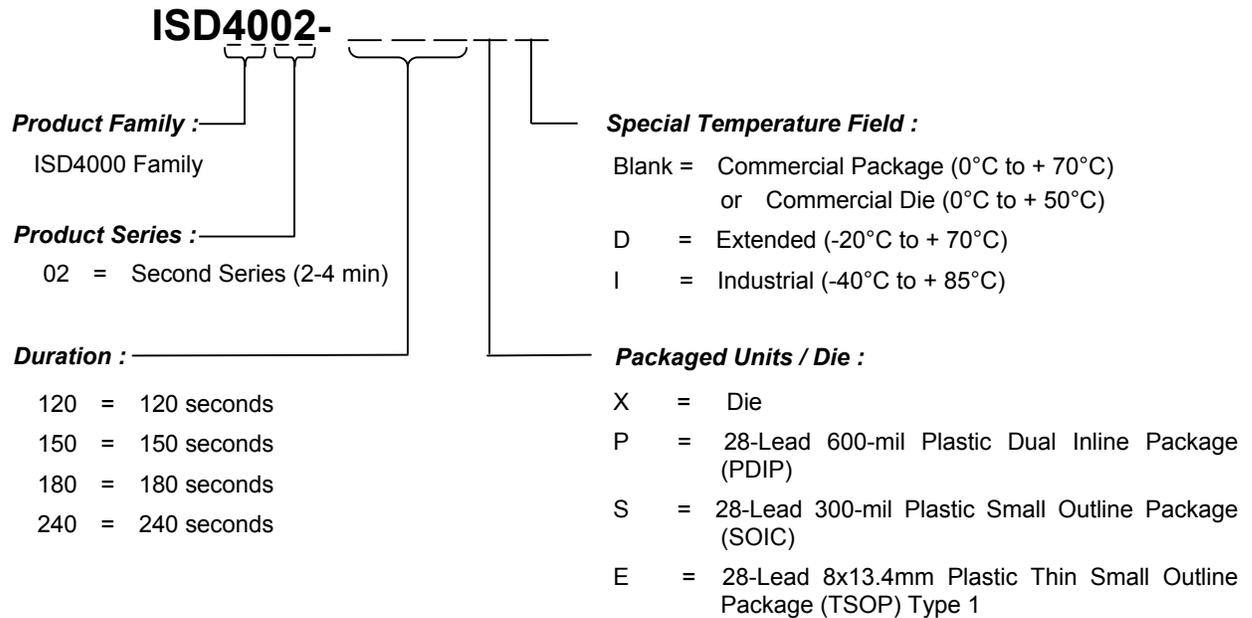 ISD4002-
Product Family :
ISD4000 Family
Product Series :
02 = Second Series (2-4 min)
Duration :
120 = 120 seconds
150 = 150 seconds
180 = 180 seconds
240 = 240 seconds
Special Temperature Field :
Blank = Commercial Package (0°C to + 70°C)
or Commercial Die (0°C to + 50°C)
D = Extended (-20°C to + 70°C)
I = Industrial (-40°C to + 85°C)
Packaged Units / Die :
X = Die
P = 28-Lead 600-mil Plastic Dual Inline Package
(PDIP)
S = 28-Lead 300-mil Plastic Small Outline Package
(SOIC)
E = 28-Lead 8x13.4mm Plastic Thin Small Outline
Package (TSOP) Type 1